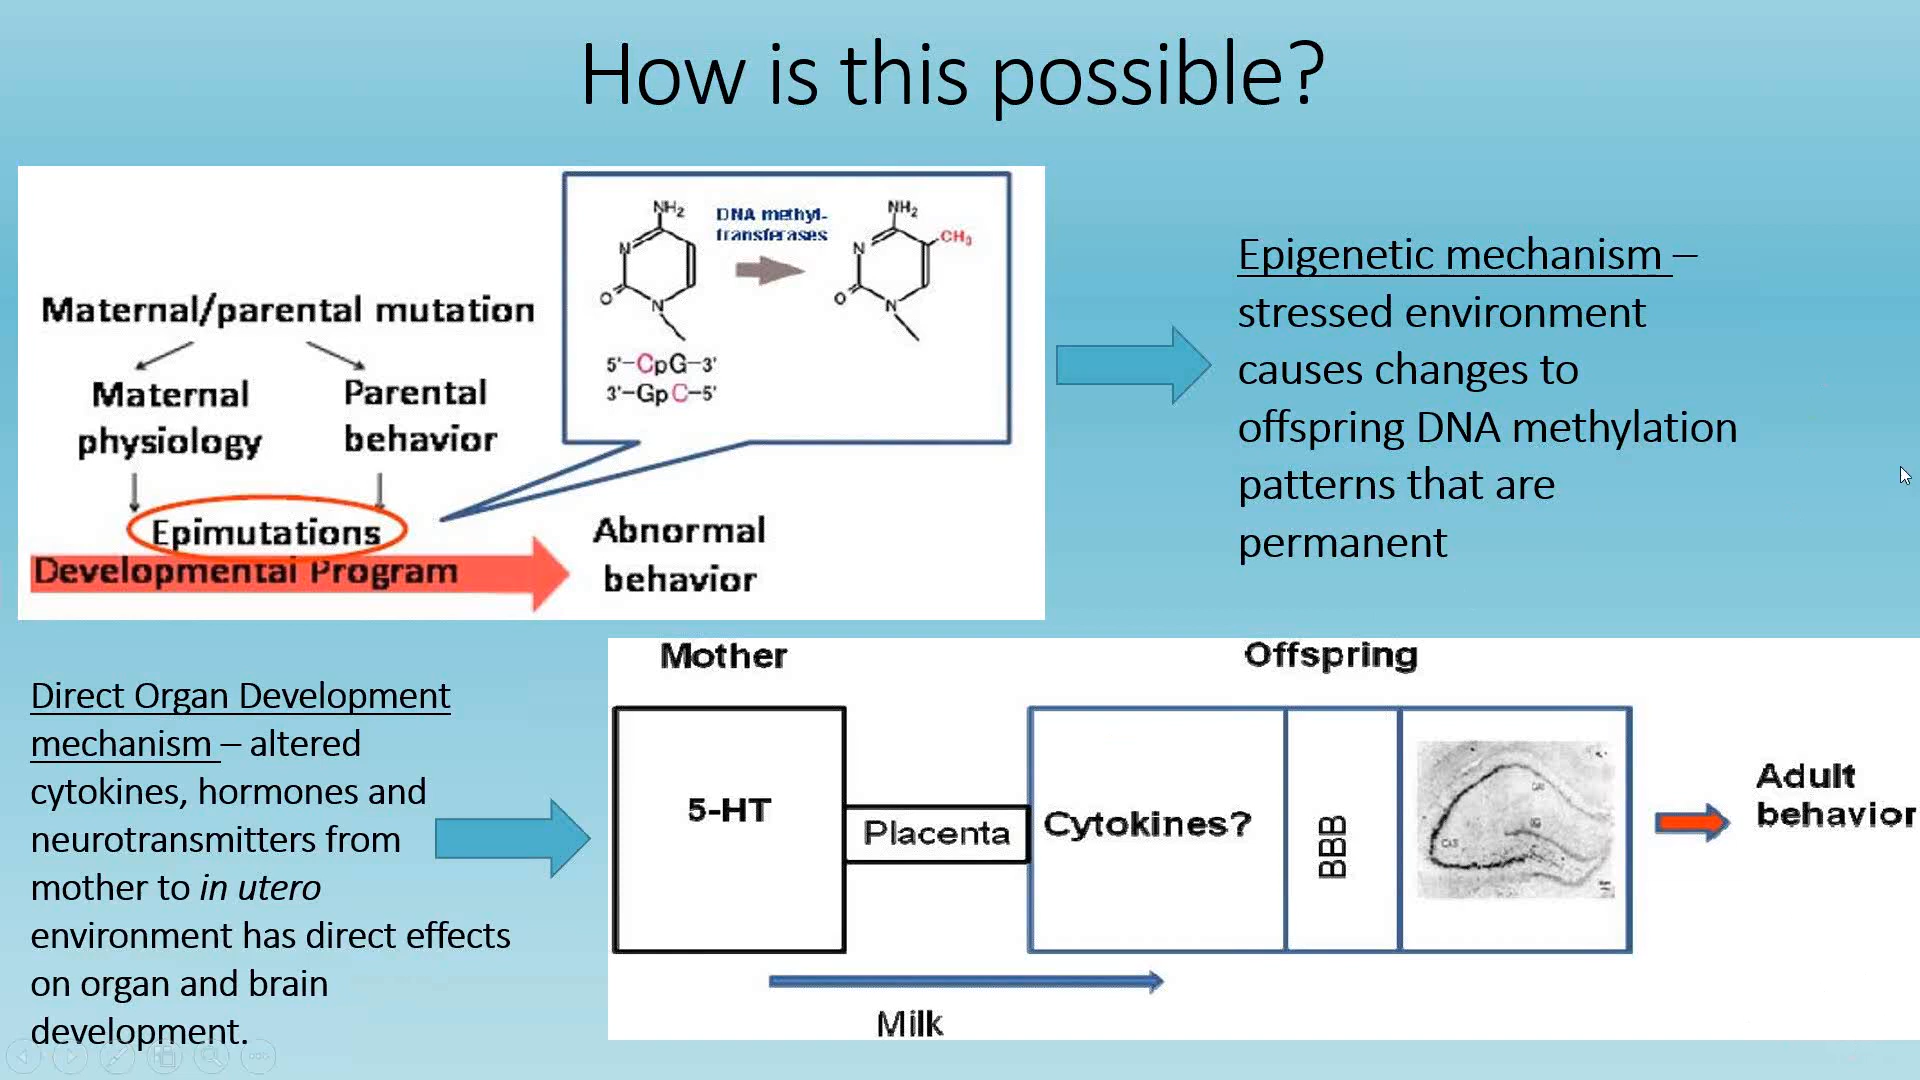 How is this possible?
Maternal/parental mutation
Maternal
physiology
Parental
behavior
Epimutations
Developmental Program
Abnormal
behavior
NH₂
N
O
N
5'–CpG–3'
3'–GpC–5'
DNA methyl-
transferases
NH₂
CH₃
N
O
N
Epigenetic mechanism –
stressed environment
causes changes to
offspring DNA methylation
patterns that are
permanent
Direct Organ Development
mechanism – altered
cytokines, hormones and
neurotransmitters from
mother to in utero
environment has direct effects
on organ and brain
development.
Mother
Offspring
5-HT
Placenta
Cytokines?
BBB
Adult
behavior
Milk